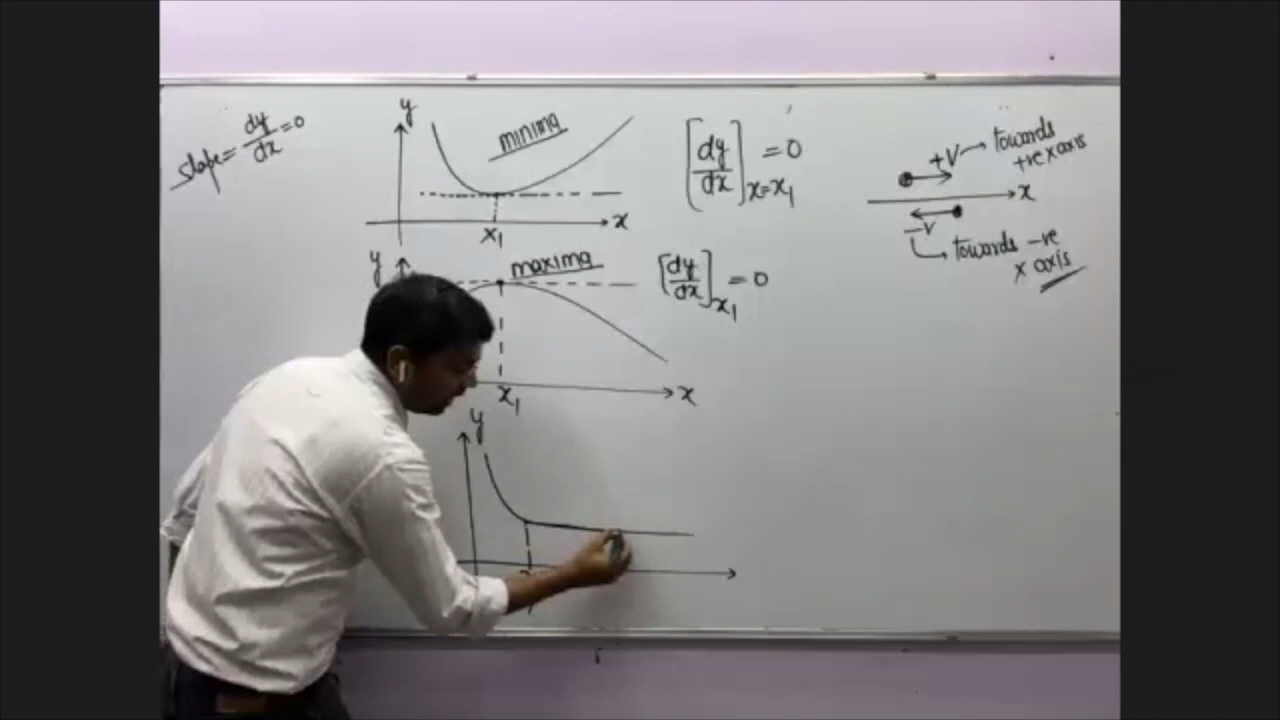 slope = dy/dx = 0
y
minima
x
x₁
[dy/dx]ₓ₌ₓ₁ = 0
+V → towards
+ve x axis
x
-V
towards -ve
x axis
y
maxima
x
x₁
[dy/dx]ₓ₁ = 0
y